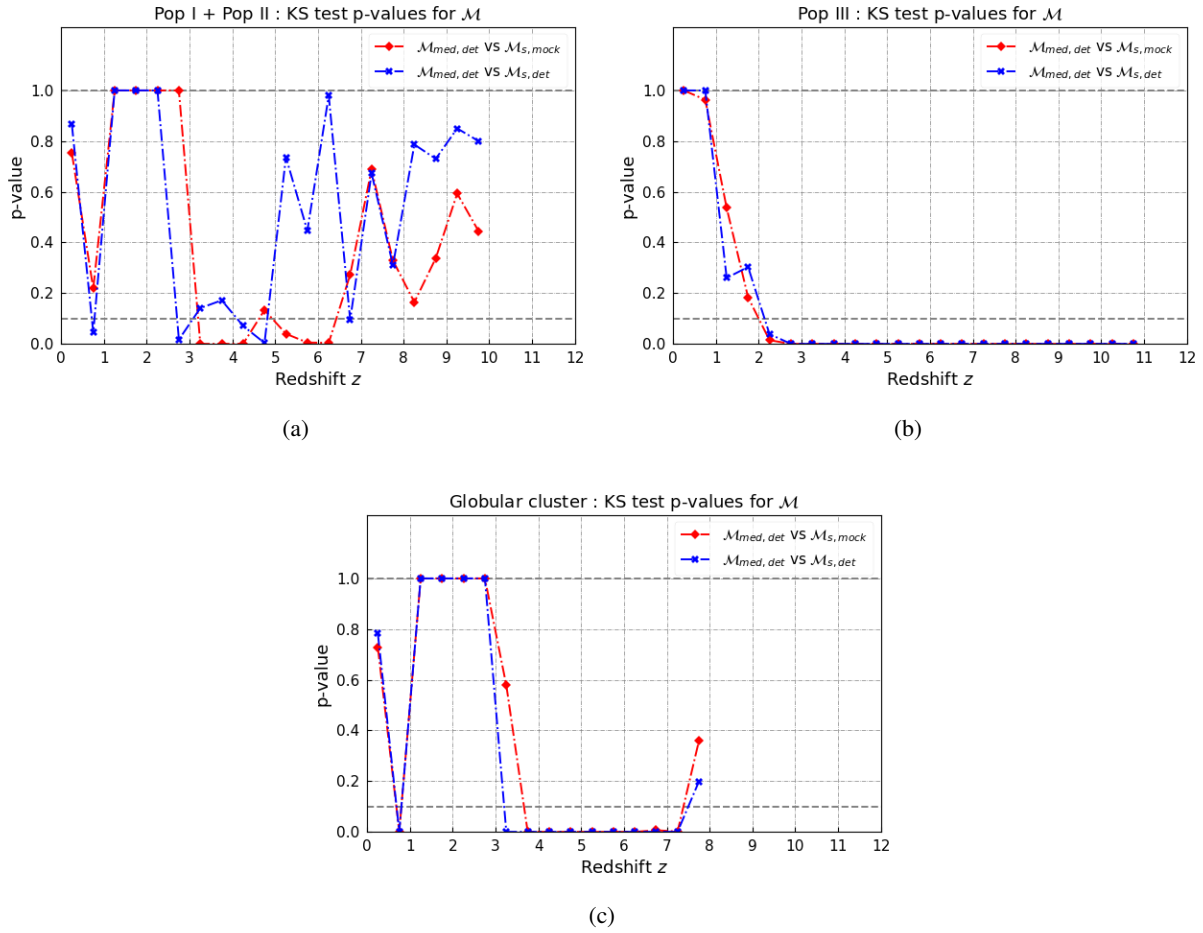 Pop I + Pop II : KS test p-values for ℳ
ℳmed, det vs ℳs, mock
ℳmed, det vs ℳs, det
p-value
1.0
0.8
0.6
0.4
0.2
0.0
0 1 2 3 4 5 6 7 8 9 10 11 12
Redshift z
(a)
Pop III : KS test p-values for ℳ
ℳmed, det vs ℳs, mock
ℳmed, det vs ℳs, det
p-value
1.0
0.8
0.6
0.4
0.2
0.0
0 1 2 3 4 5 6 7 8 9 10 11 12
Redshift z
(b)
Globular cluster : KS test p-values for ℳ
ℳmed, det vs ℳs, mock
ℳmed, det vs ℳs, det
p-value
1.0
0.8
0.6
0.4
0.2
0.0
0 1 2 3 4 5 6 7 8 9 10 11 12
Redshift z
(c)